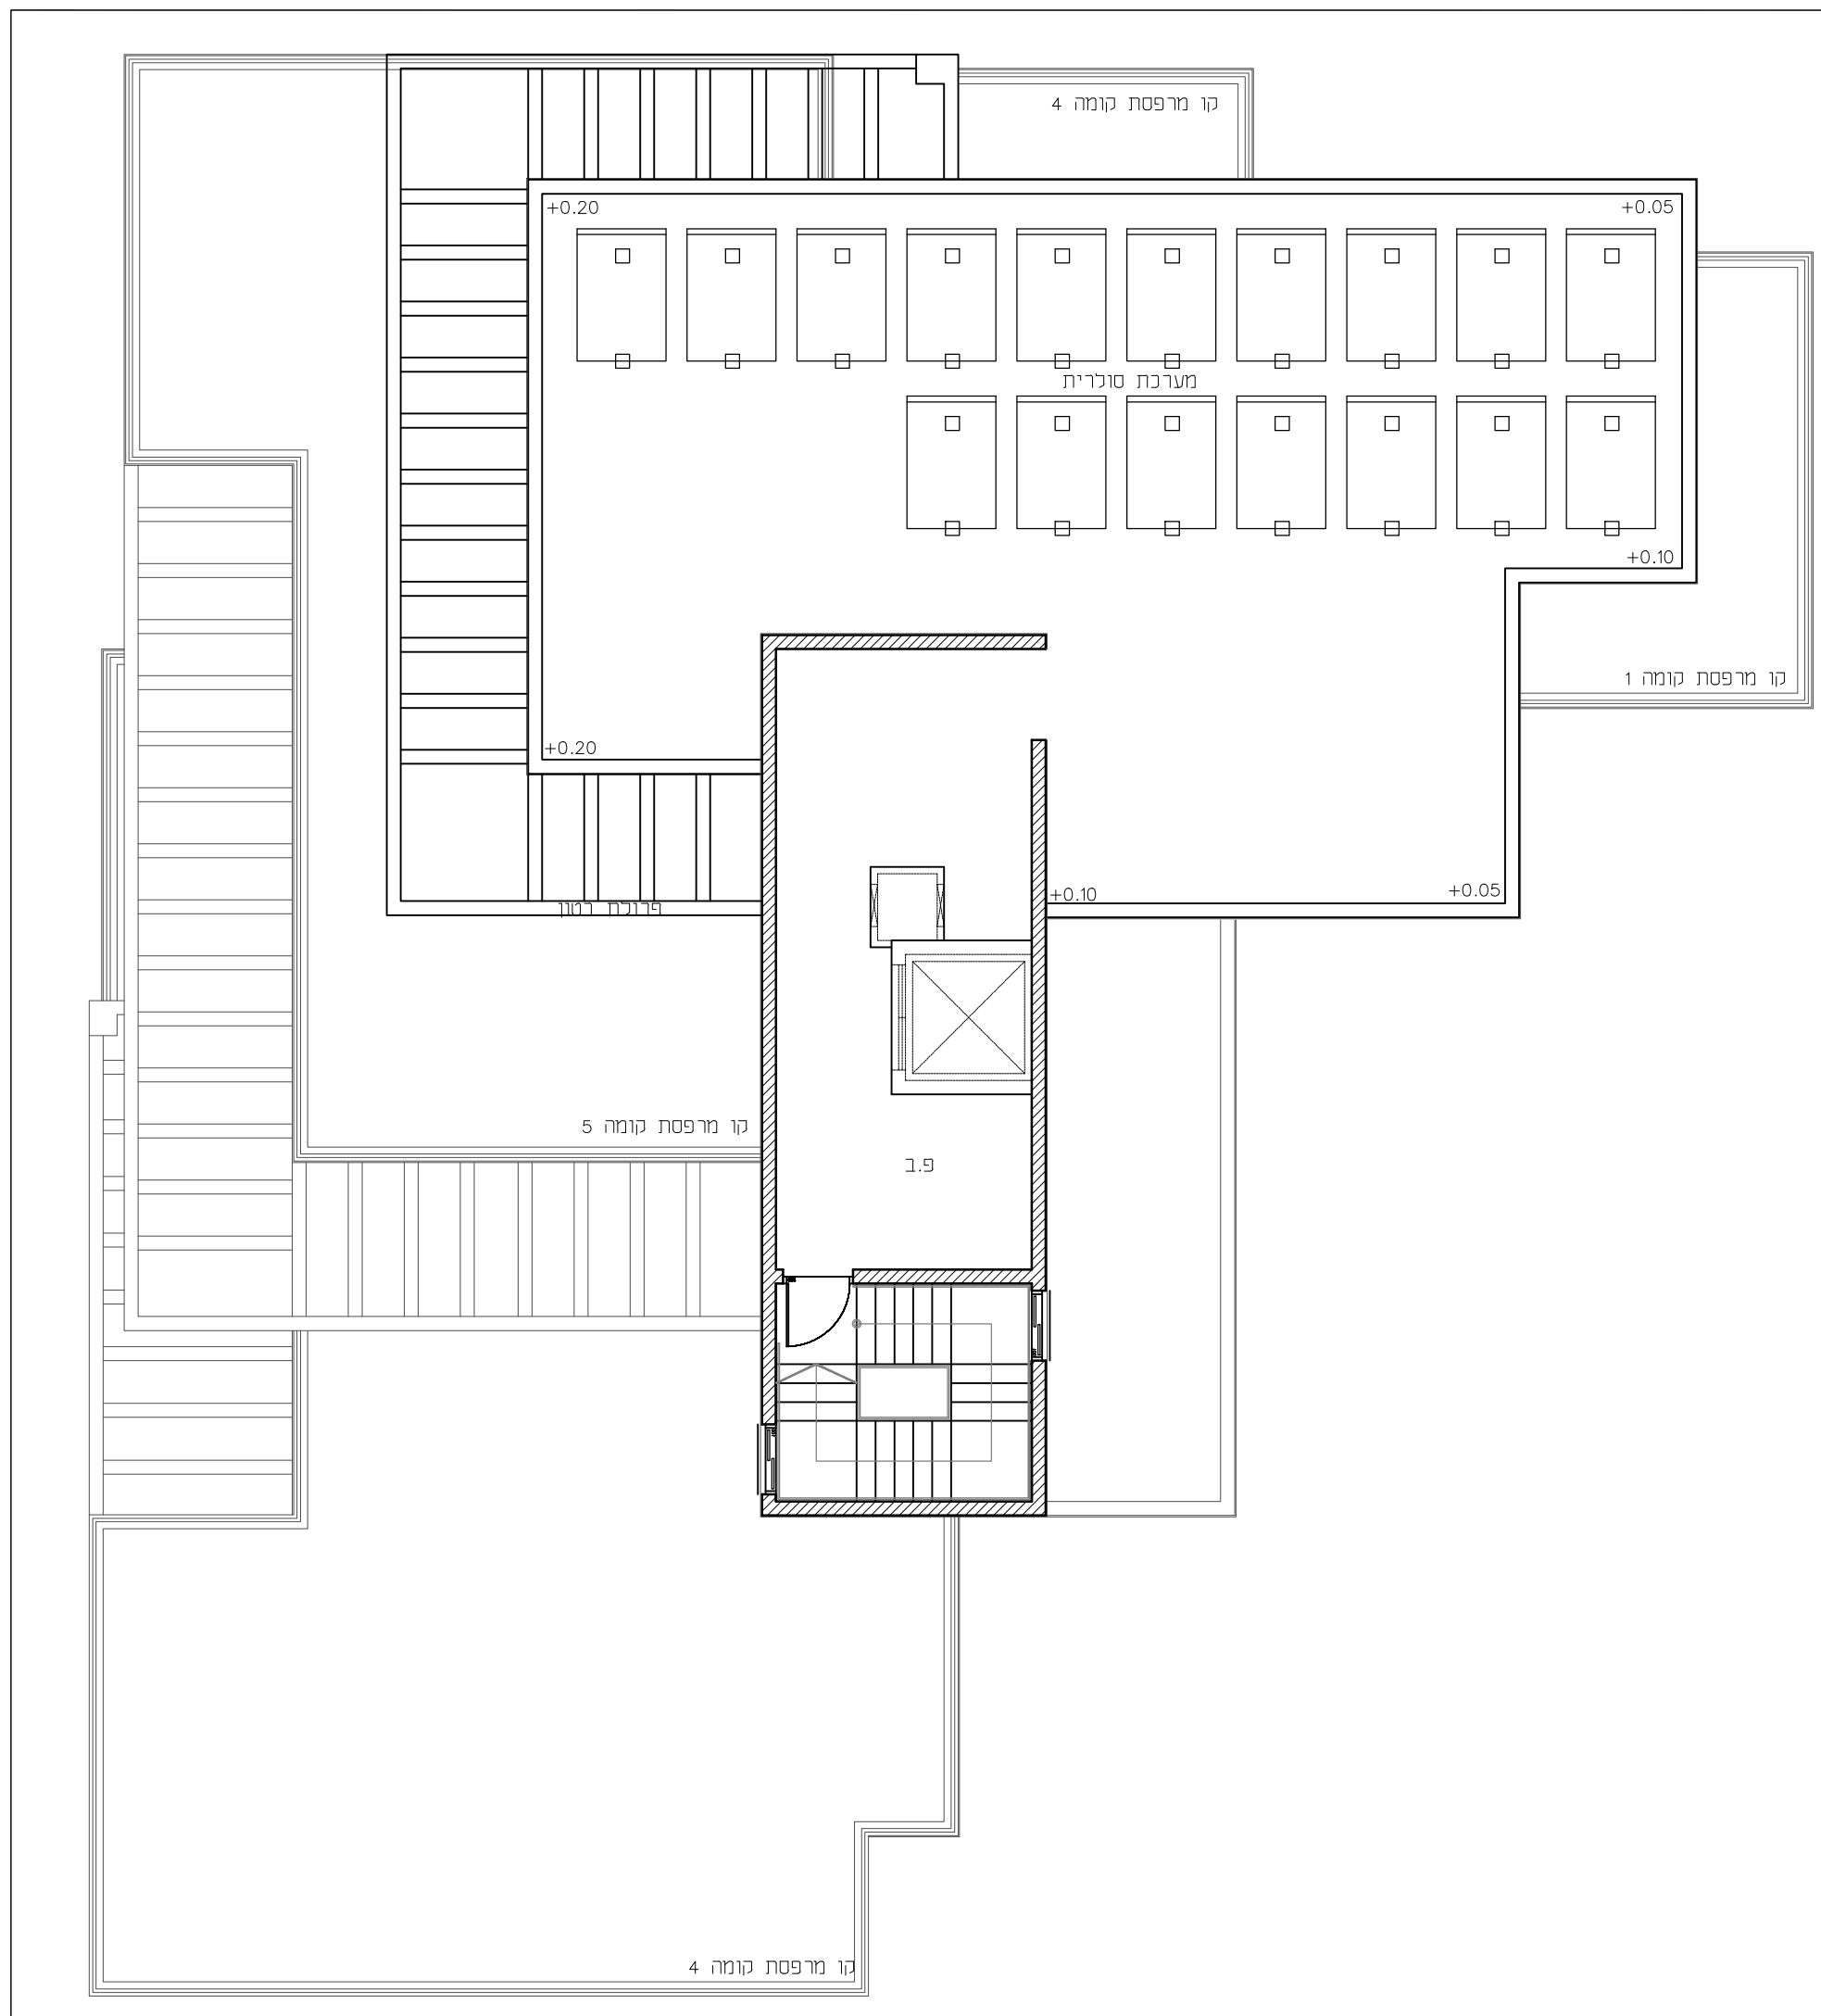 קו מרפסת קומה 4
+0.20
+0.05
מערכת סולרית
+0.10
קו מרפסת קומה 1
+0.20
+0.10
+0.05
קו מרפסת קומה 5
פ.ב
קו מרפסת קומה 4